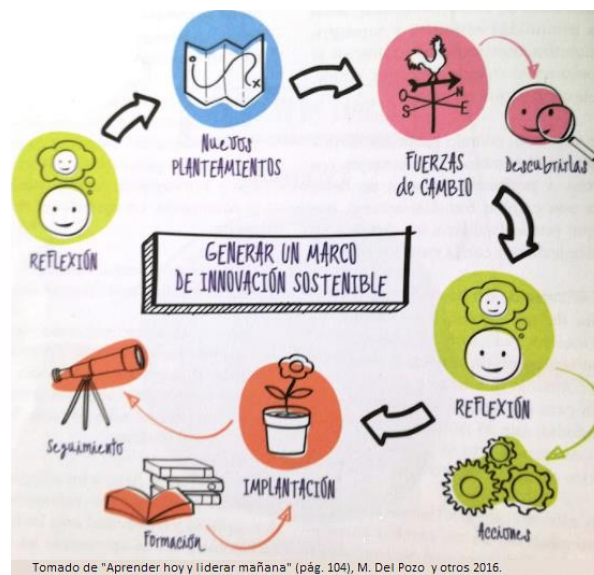 Nuevos
PLANTEAMIENTOS
O
N
S
E
FUERZAS
de CAMBIO
Descubrirlas
REFLEXIÓN
GENERAR UN MARCO
DE INNOVACIÓN SOSTENIBLE
REFLEXIÓN
Seguimiento
IMPLANTACIÓN
Formación
Acciones
Tomado de "Aprender hoy y liderar mañana" (pág. 104), M. Del Pozo y otros 2016.